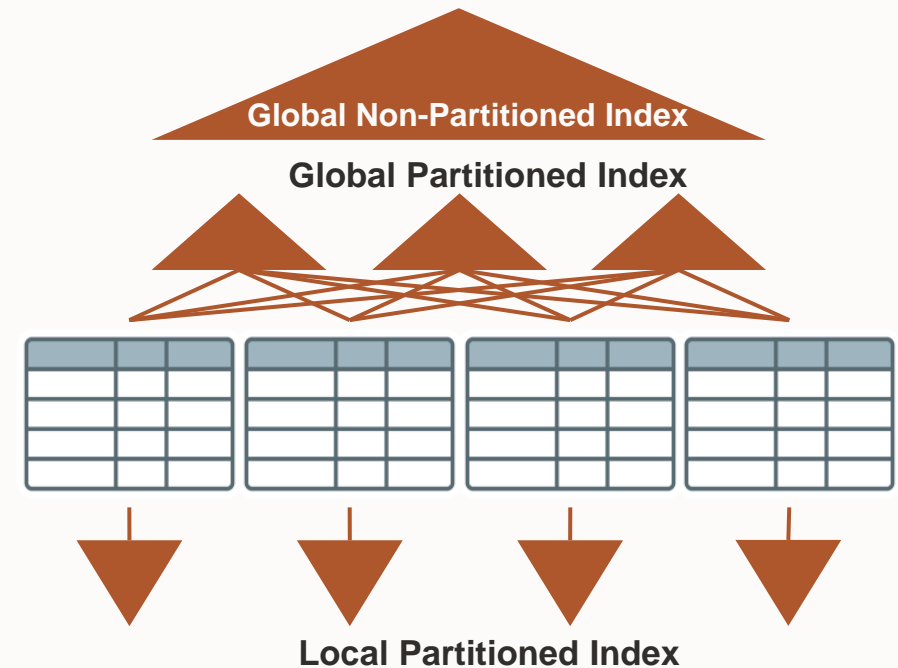 Global Non-Partitioned Index
Global Partitioned Index
Local Partitioned Index